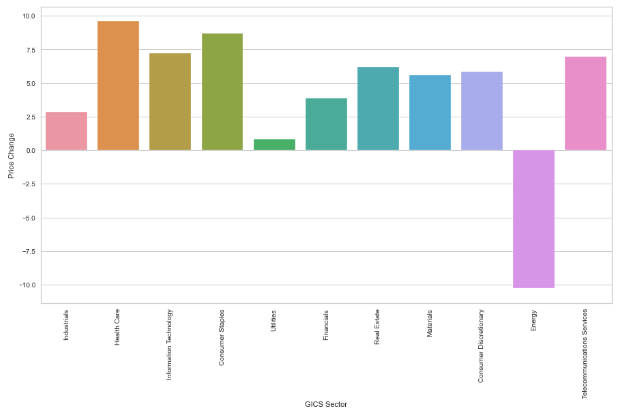 10.0
7.5
5.0
2.5
0.0
−2.5
−5.0
−7.5
−10.0
Price Change
Industrials
Health Care
Information Technology
Consumer Staples
Utilities
Financials
Real Estate
Materials
Consumer Discretionary
Energy
Telecommunications Services
GICS Sector